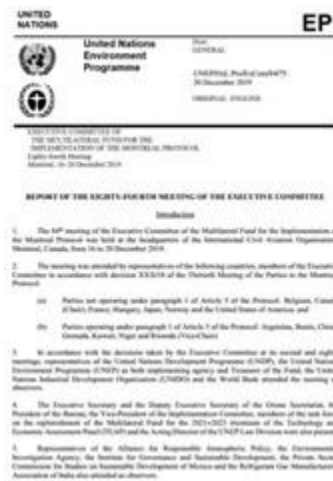 UNITED
NATIONS
EP
United Nations
Environment
Programme
Distr.
GENERAL
UNEP/OzL.Pro/ExCom/84/75
20 December 2019
ORIGINAL: ENGLISH
EXECUTIVE COMMITTEE OF
THE MULTILATERAL FUND FOR THE
IMPLEMENTATION OF THE MONTREAL PROTOCOL
Eighty-fourth Meeting
Montreal, 16-20 December 2019
REPORT OF THE EIGHTY-FOURTH MEETING OF THE EXECUTIVE COMMITTEE
Introduction
1. The 84th meeting of the Executive Committee of the Multilateral Fund for the Implementation
the Montreal Protocol was held at the headquarters of the International Civil Aviation Organization
Montreal, Canada, from 16 to 20 December 2019.
2. The meeting was attended by representatives of the following countries, members of the Executive
Committee in accordance with decision XXX/ of the Thirtieth Meeting of the Parties to the Montreal
Protocol:
(a) Parties not operating under paragraph 1 of Article 5 of the Protocol: Belgium, Canada
(Chair), France, Hungary, Japan, Norway and the United States of America; and
(b) Parties operating under paragraph 1 of Article 5 of the Protocol: Argentina, Benin, China
Grenada, Kuwait, Niger and Rwanda (Vice-Chair)
3. In accordance with the decisions taken by the Executive Committee at its second and eighth
meetings, representatives of the United Nations Development Programme (UNDP), the United Nations
Environment Programme (UNEP) as both implementing agency and Treasurer of the Fund, the United
Nations Industrial Development Organization (UNIDO) and the World Bank attended the meeting
observers.
4. The Executive Secretary and the Deputy Executive Secretary of the Ozone Secretariat, the
President of the Bureau, the Vice-President of the Implementation Committee, members of the task force
on the replenishment of the Multilateral Fund for the 2021-2023 triennium of the Technology and
Economic Assessment Panel (TEAP) and the Acting Director of the UNEP Law Division were also present
5. Representatives of the Alliance for Responsible Atmospheric Policy, the Environmental
Investigation Agency, the Institute for Governance and Sustainable Development, the Private Sector
Commission for Studies on Sustainable Development of Mexico and the Refrigerant Gas Manufacturers
Association of India also attended as observers.